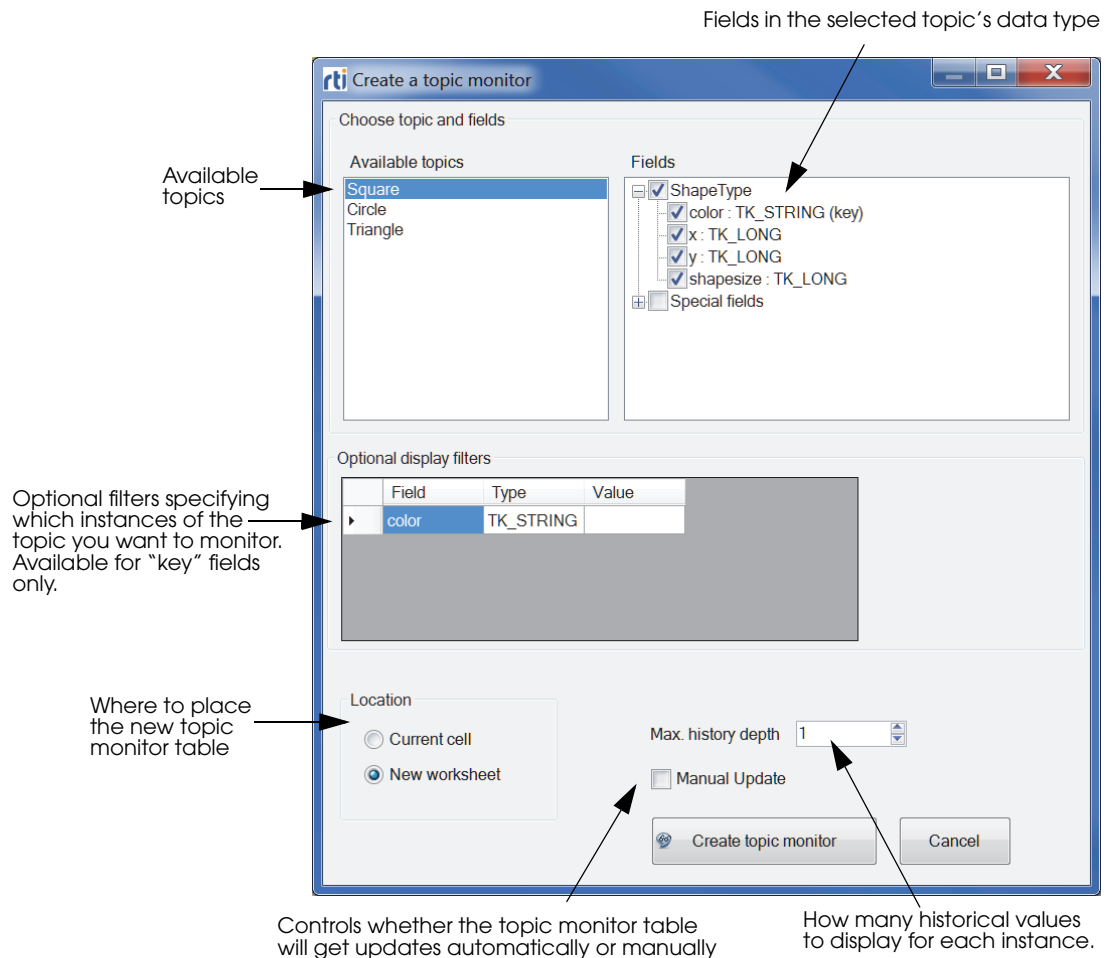 Fields in the selected topic’s data type
rti Create a topic monitor
Choose topic and fields
Available topics
Fields
Available
topics
Square
Circle
Triangle
ShapeType
color : TK_STRING (key)
x : TK_LONG
y : TK_LONG
shapesize : TK_LONG
Special fields
Optional display filters
Field Type Value
color TK_STRING
Optional filters specifying
which instances of the
topic you want to monitor.
Available for “key” fields
only.
Where to place
the new topic
monitor table
Location
Current cell
New worksheet
Max. history depth 1
Manual Update
Create topic monitor
Cancel
Controls whether the topic monitor table
will get updates automatically or manually
How many historical values
to display for each instance.